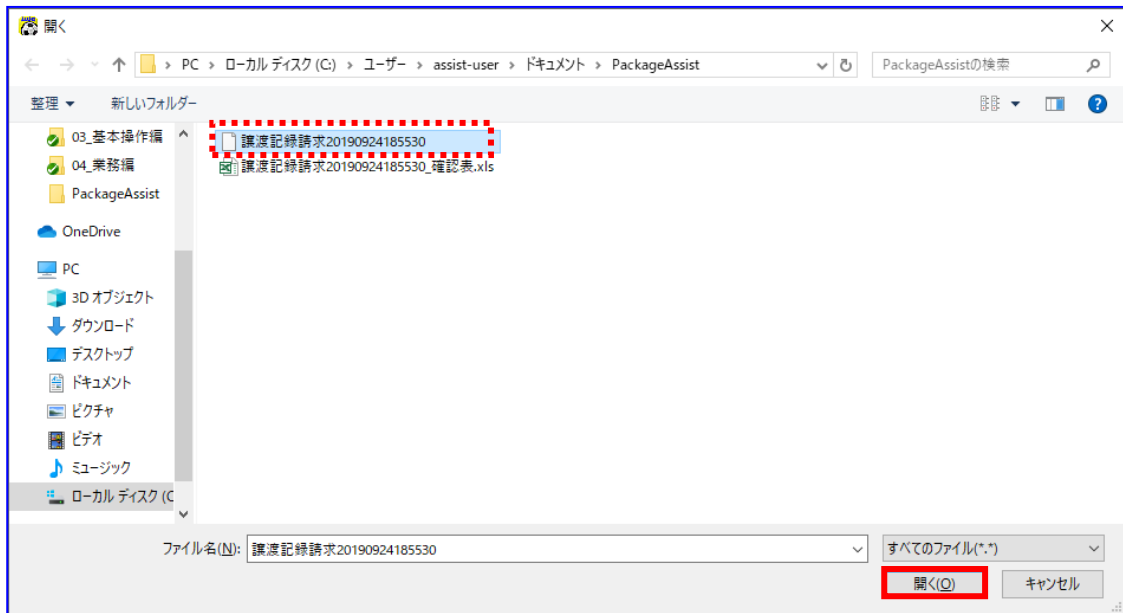 開く
PC › ローカル ディスク (C:) › ユーザー › assist-user › ドキュメント › PackageAssist
PackageAssistの検索
整理 新しいフォルダー
03_基本操作編
04_業務編
PackageAssist
OneDrive
PC
3D オブジェクト
ダウンロード
デスクトップ
ドキュメント
ピクチャ
ビデオ
ミュージック
ローカル ディスク (C
譲渡記録請求20190924185530
譲渡記録請求20190924185530_確認表.xls
ファイル名(N): 譲渡記録請求20190924185530
すべてのファイル(*.*)
開く(O) キャンセル